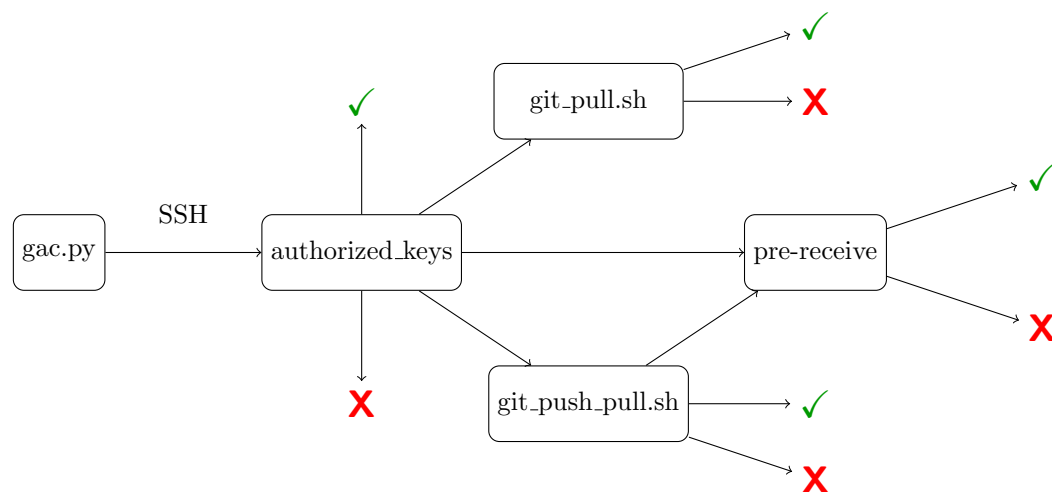 git_pull.sh
SSH
gac.py
authorized_keys
pre-receive
git_push_pull.sh